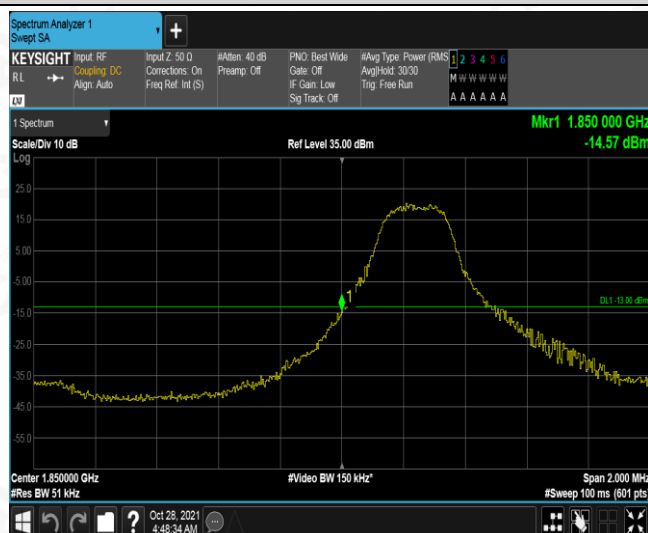 Spectrum Analyzer 1
Swept SA
+
KEYSIGHT Input: RF Input Z: 50 Ω #Atten: 40 dB PNO: Best Wide #Avg Type: Power (RMS 1 2 3 4 5 6
RL Coupling: DC Corrections: On Preamp: Off Gate: Off Avg|Hold: 30/30 M W W W W W
Align: Auto Freq Ref: Int (S) IF Gain: Low Trig: Free Run
Sig Track: Off A A A A A A
LXI
1 Spectrum Mkr1 1.850 000 GHz
Scale/Div 10 dB Ref Level 35.00 dBm -14.57 dBm
Log
25.0
15.0
5.00
-5.00
1
DL1 -13.00 dBm
-15.0
-25.0
-35.0
-45.0
-55.0
Center 1.850000 GHz #Video BW 150 kHz* Span 2.000 MHz
#Res BW 51 kHz #Sweep 100 ms (601 pts)
? Oct 28, 2021
4:48:34 AM